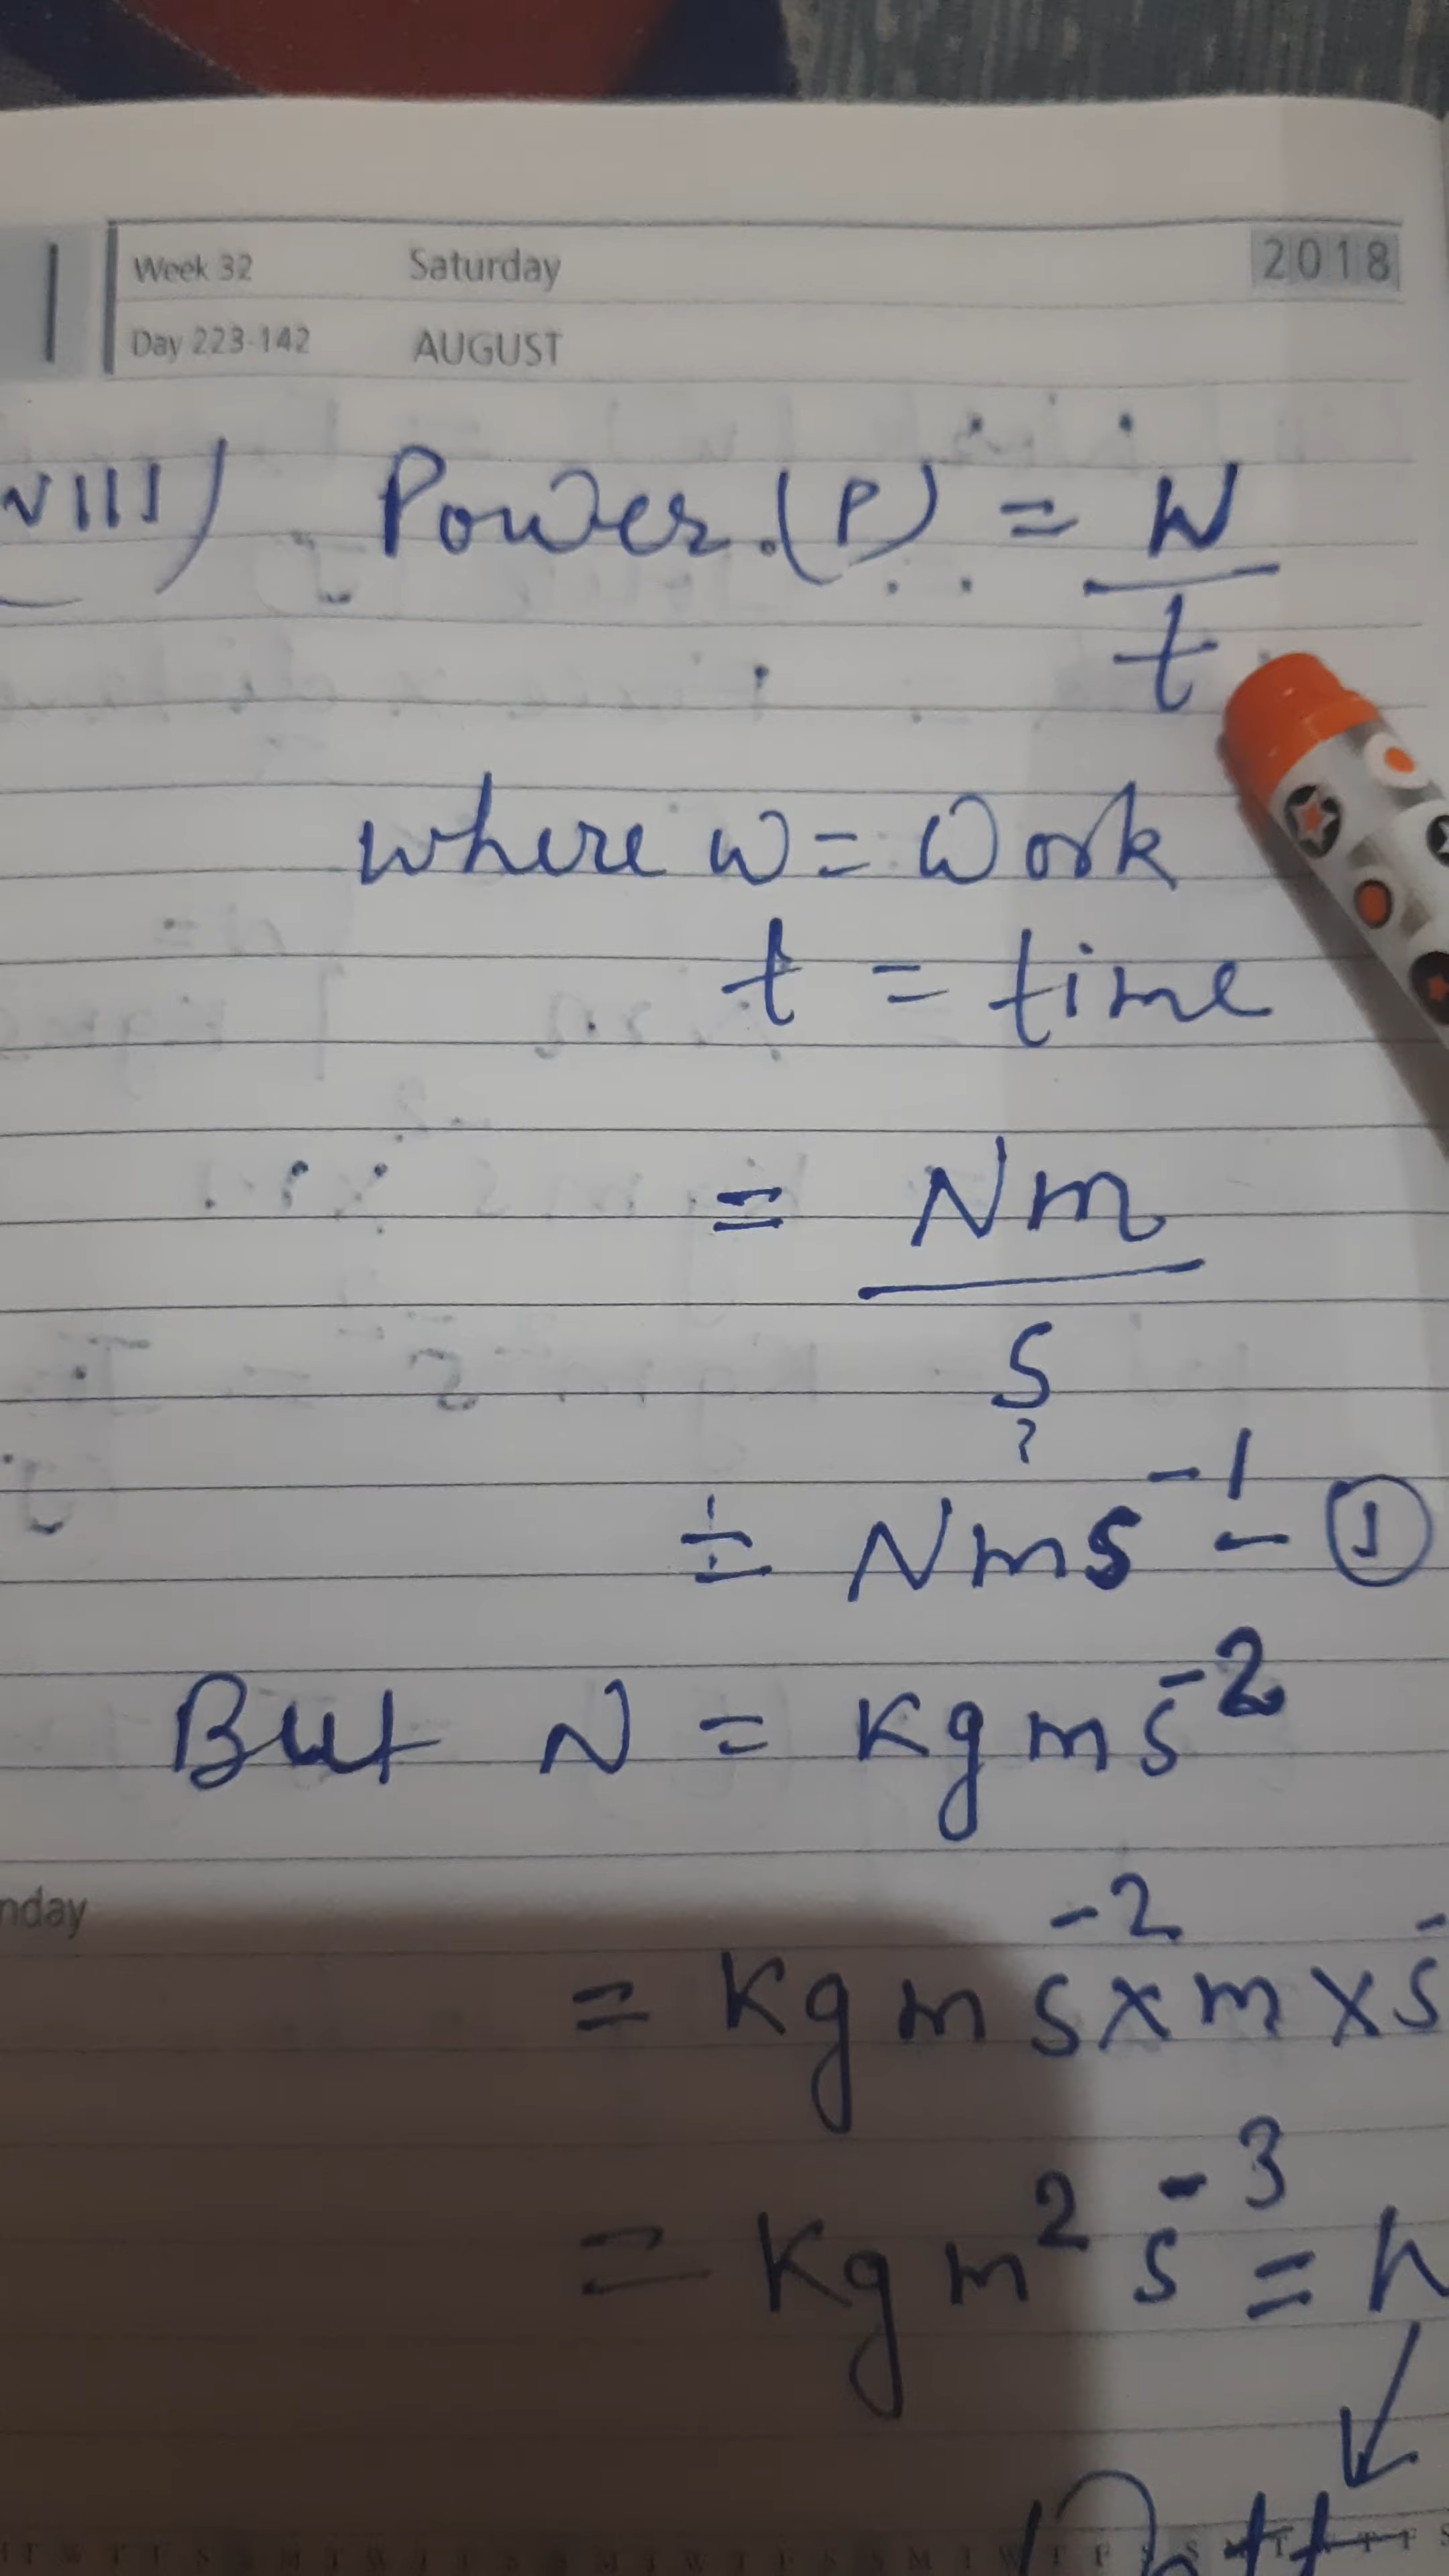 Week 32 Saturday 2018
Day 223-142 AUGUST
VIII) Power.(P) = W
t
where w = Work
t = time
= Nm
S
= Nms⁻¹ - ①
But N = Kgms⁻²
nday
= Kgms⁻² x m x s⁻
= Kgm²s⁻³ =